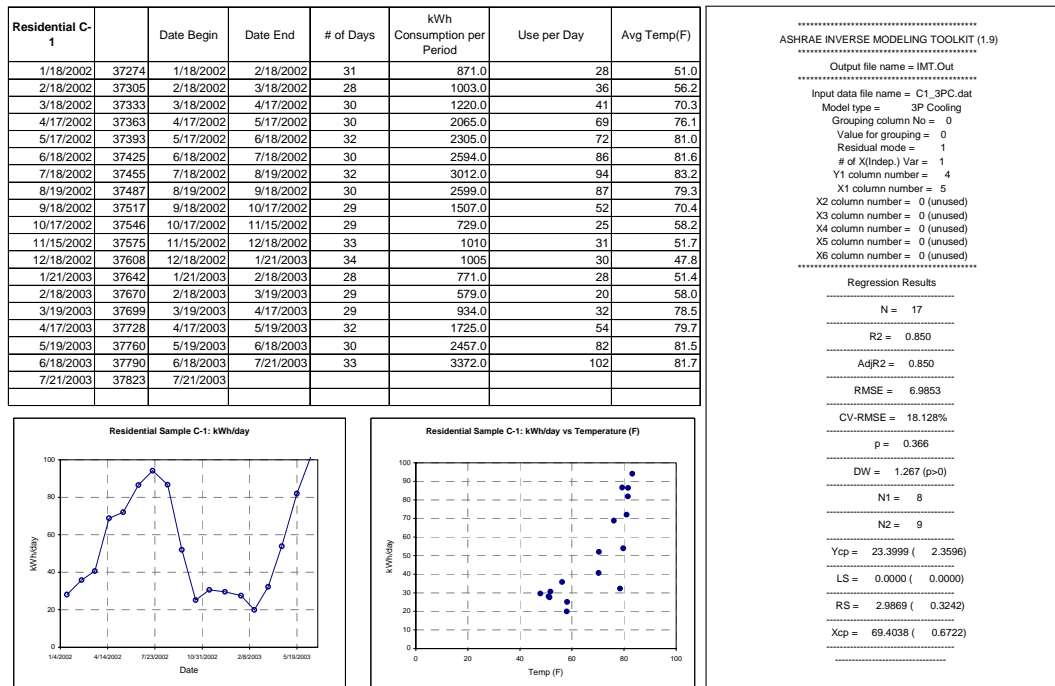 Residential C-1 Date Begin Date End # of Days kWh Consumption per Period Use per Day Avg Temp(F)
1/18/2002 37274 1/18/2002 2/18/2002 31 871.0 28 51.0
2/18/2002 37305 2/18/2002 3/18/2002 28 1003.0 36 56.2
3/18/2002 37333 3/18/2002 4/17/2002 30 1220.0 41 70.3
4/17/2002 37363 4/17/2002 5/17/2002 30 2065.0 69 76.1
5/17/2002 37393 5/17/2002 6/18/2002 32 2305.0 72 81.0
6/18/2002 37425 6/18/2002 7/18/2002 30 2594.0 86 81.6
7/18/2002 37455 7/18/2002 8/19/2002 32 3012.0 94 83.2
8/19/2002 37487 8/19/2002 9/18/2002 30 2599.0 87 79.3
9/18/2002 37517 9/18/2002 10/17/2002 29 1507.0 52 70.4
10/17/2002 37546 10/17/2002 11/15/2002 29 729.0 25 58.2
11/15/2002 37575 11/15/2002 12/18/2002 33 1010 31 51.7
12/18/2002 37608 12/18/2002 1/21/2003 34 1005 30 47.8
1/21/2003 37642 1/21/2003 2/18/2003 28 771.0 28 51.4
2/18/2003 37670 2/18/2003 3/19/2003 29 579.0 20 58.0
3/19/2003 37699 3/19/2003 4/17/2003 29 934.0 32 78.5
4/17/2003 37728 4/17/2003 5/19/2003 32 1725.0 54 79.7
5/19/2003 37760 5/19/2003 6/18/2003 30 2457.0 82 81.5
6/18/2003 37790 6/18/2003 7/21/2003 33 3372.0 102 81.7
7/21/2003 37823 7/21/2003
Residential Sample C-1: kWh/day
100
80
60
40
20
0
kWh/day
1/4/2002 4/14/2002 7/23/2002 10/31/2002 2/8/2003 5/19/2003
Date
Residential Sample C-1: kWh/day vs Temperature (F)
100
90
80
70
60
50
40
30
20
10
0
kWh/day
0 20 40 60 80 100
Temp (F)
********************************************
ASHRAE INVERSE MODELING TOOLKIT (1.9)
********************************************
Output file name = IMT.Out
********************************************
Input data file name = C1_3PC.dat
Model type = 3P Cooling
Grouping column No = 0
Value for grouping = 0
Residual mode = 1
# of X(Indep.) Var = 1
Y1 column number = 4
X1 column number = 5
X2 column number = 0 (unused)
X3 column number = 0 (unused)
X4 column number = 0 (unused)
X5 column number = 0 (unused)
X6 column number = 0 (unused)
********************************************
Regression Results
--------------------------------------
N = 17
--------------------------------------
R2 = 0.850
--------------------------------------
AdjR2 = 0.850
--------------------------------------
RMSE = 6.9853
--------------------------------------
CV-RMSE = 18.128%
--------------------------------------
p = 0.366
--------------------------------------
DW = 1.267 (p>0)
--------------------------------------
N1 = 8
--------------------------------------
N2 = 9
--------------------------------------
Ycp = 23.3999 ( 2.3596)
--------------------------------------
LS = 0.0000 ( 0.0000)
--------------------------------------
RS = 2.9869 ( 0.3242)
--------------------------------------
Xcp = 69.4038 ( 0.6722)
--------------------------------------
---------------------------------